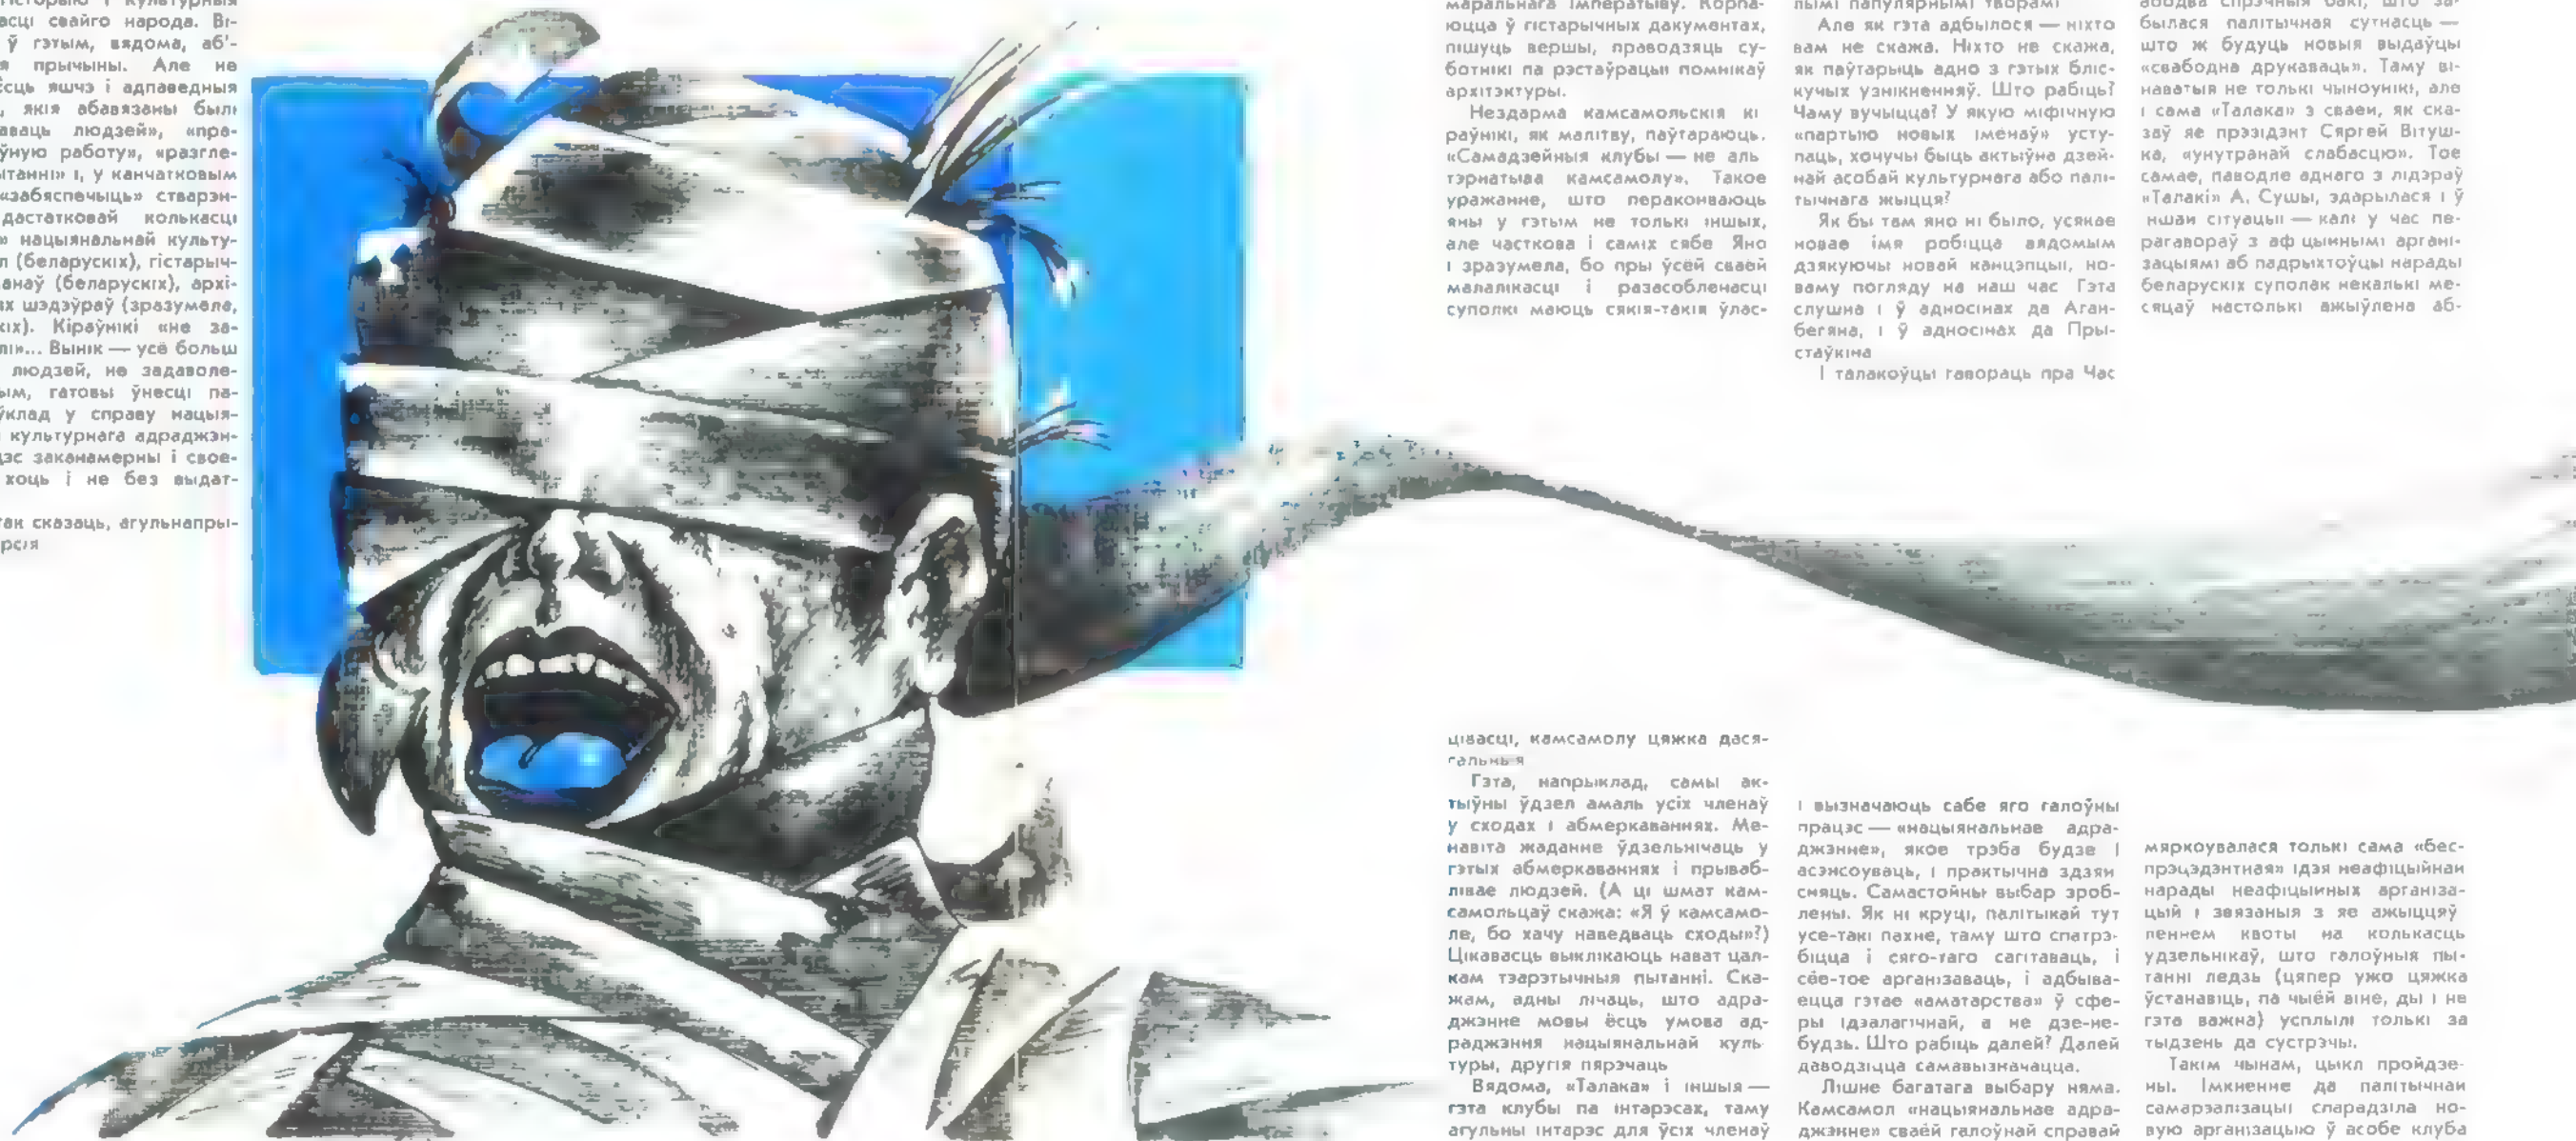 асці свайго народа. Ві-
ў гэтым, вядома, аб'-
я прычыны. Але не
ёсць яшчэ і адпаведныя
, якія абавязаны былі
аваць людзей», «пра-
ўную работу», «разгле-
ытанні» і, у канчатковым
«забяспечыць» стварэн-
дастатковай колькасці
» нацыянальнай культу-
л (беларускіх), гістарыч-
анаў (беларускіх), архі-
іх шэдэўраў (зразумела,
кіх). Кіраўнікі «не за-
лі»... Вынік — усё больш
людзей, не задаволе-
ым, гатовы ўнесці па-
ўклад у справу нацыя-
культурнага адраджэн-
цэс заканамерны і свое-
хоць і не без выдат-
так сказаць, агульнапры-
рсія
маральнага імператыву. Корпа-
юцца ў гістарычных дакументах,
пішуць вершы, праводзяць су-
ботнікі па рэстаўрацыі помнікаў
архітэктуры.
Нездарма камсамольскія кі
раўнікі, як малітву, паўтараюць.
«Самадзейныя клубы — не аль
тэрнатыва камсамолу». Такое
уражанне, што пераконваюць
яны у гэтым не толькі іншых,
але часткова і саміх сябе Яно
і зразумела, бо пры ўсёй сваёй
малалікасці і разасобленасці
суполкі маюць сякія-такія ўлас-
цівасці, камсамолу цяжка дася-
гальныя
Гэта, напрыклад, самы ак-
тыўны ўдзел амаль усіх членаў
у сходах і абмеркаваннях. Ме-
навіта жаданне ўдзельнічаць у
гэтых абмеркаваннях і прываб-
лівае людзей. (А ці шмат кам-
самольцаў скажа: «Я ў камсамо-
ле, бо хачу наведваць сходы»?)
Цікавасць выклікаюць нават цал-
кам тэарэтычныя пытанні. Ска-
жам, адны лічаць, што адра-
джэнне мовы ёсць умова ад-
раджэння нацыянальнай куль
туры, другія пярэчаць
Вядома, «Талака» і іншыя —
гэта клубы па інтарэсах, таму
агульны інтарэс для ўсіх членаў
лымі папулярнымі творамі
Але як гэта адбылося — ніхто
вам не скажа. Ніхто не скажа,
як паўтарыць адно з гэтых бліс-
кучых узнікненняў. Што рабіць?
Чаму вучыцца? У якую міфічную
«партыю новых імёнаў» усту-
паць, хочучы быць актыўна дзей-
най асобай культурнага або палі-
тычнага жыцця?
Як бы там яно ні было, усякае
новае імя робіцца вядомым
дзякуючы новай канцэпцыі, но-
ваму погляду на наш час Гэта
слушна і ў адносінах да Аган-
бегяна, і ў адносінах да Пры-
стаўкіна
І талакоўцы гавораць пра Час
і вызначаюць сабе яго галоўны
працэс — «нацыянальнае адра-
джэнне», якое трэба будзе і
асэнсоуваць, і практычна здзяй
сняць. Самастойны выбар зроб-
лены. Як ні круці, палітыкай тут
усе-такі пахне, таму што спатрэ-
біцца і сяго-таго сагітаваць, і
сёе-тое арганізаваць, і адбыва-
ецца гэтае «аматарства» ў сфе-
ры ідэалагічнай, а не дзе-не-
будзь. Што рабіць далей? Далей
даводзіцца самавызначацца.
Лішне багатага выбару няма.
Камсамол «нацыянальнае адра-
джэнне» сваёй галоўнай справай
абодва спрэчныя бакі, што за-
былася палітычная сутнасць —
што ж будуць новыя выдаўцы
«свабодна друкаваць». Таму ві-
наватыя не толькі чыноўнікі, але
і сама «Талака» з сваей, як ска-
заў яе прэзідэнт Сяргей Вітуш-
ка, «унутранай слабасцю». Тое
самае, паводле аднаго з лідэраў
«Талакі» А. Сушы, здарылася і ў
іншай сітуацыі — калі у час пе-
рагавораў з афіцыйнымі аргані-
зацыямі аб падрыхтоўцы нарады
беларускіх суполак некалькі ме-
сяцаў настолькі ажыўлена аб-
мяркоувалася толькі сама «бес-
прэцэдэнтная» ідэя неафіцыйнай
нарады неафіцыйных арганіза-
цый і звязаныя з яе ажыццяў
леннем квоты на колькасць
удзельнікаў, што галоўныя пы-
танні ледзь (цяпер ужо цяжка
ўстанавіць, па чыёй віне, ды і не
гэта важна) усплылі толькі за
тыдзень да сустрэчы.
Такім чынам, цыкл пройдзе-
ны. Імкненне да палітычнай
самарэалізацыі спарадзіла но-
вую арганізацыю ў асобе клуба